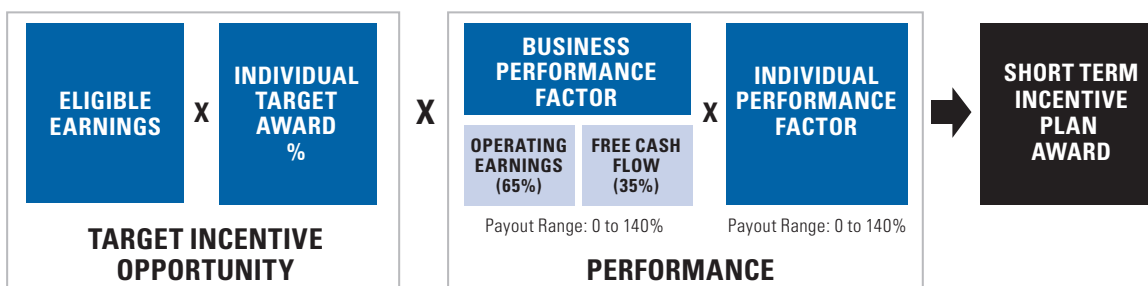 ELIGIBLE
EARNINGS
X
INDIVIDUAL
TARGET
AWARD
%
TARGET INCENTIVE
OPPORTUNITY
X
BUSINESS
PERFORMANCE
FACTOR
OPERATING
EARNINGS
(65%)
FREE CASH
FLOW
(35%)
Payout Range: 0 to 140%
X
INDIVIDUAL
PERFORMANCE
FACTOR
Payout Range: 0 to 140%
PERFORMANCE
SHORT TERM
INCENTIVE
PLAN
AWARD